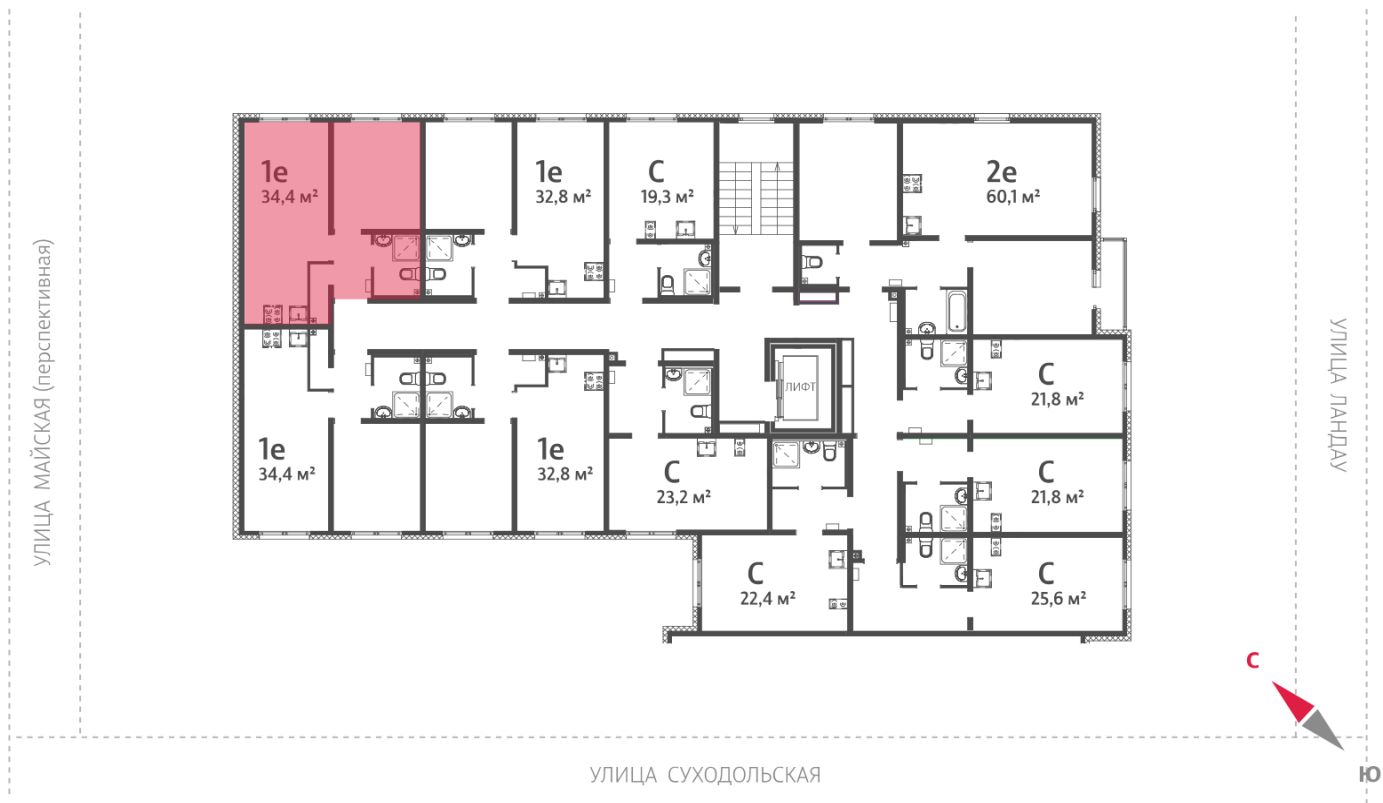 1е
34,4 м²
1е
32,8 м²
С
19,3 м²
2е
60,1 м²
УЛИЦА МАЙСКАЯ (перспективная)
УЛИЦА ЛАНДАУ
ЛИФТ
С
21,8 м²
1е
34,4 м²
1е
32,8 м²
С
23,2 м²
С
21,8 м²
С
22,4 м²
С
25,6 м²
С
Ю
УЛИЦА СУХОДОЛЬСКАЯ